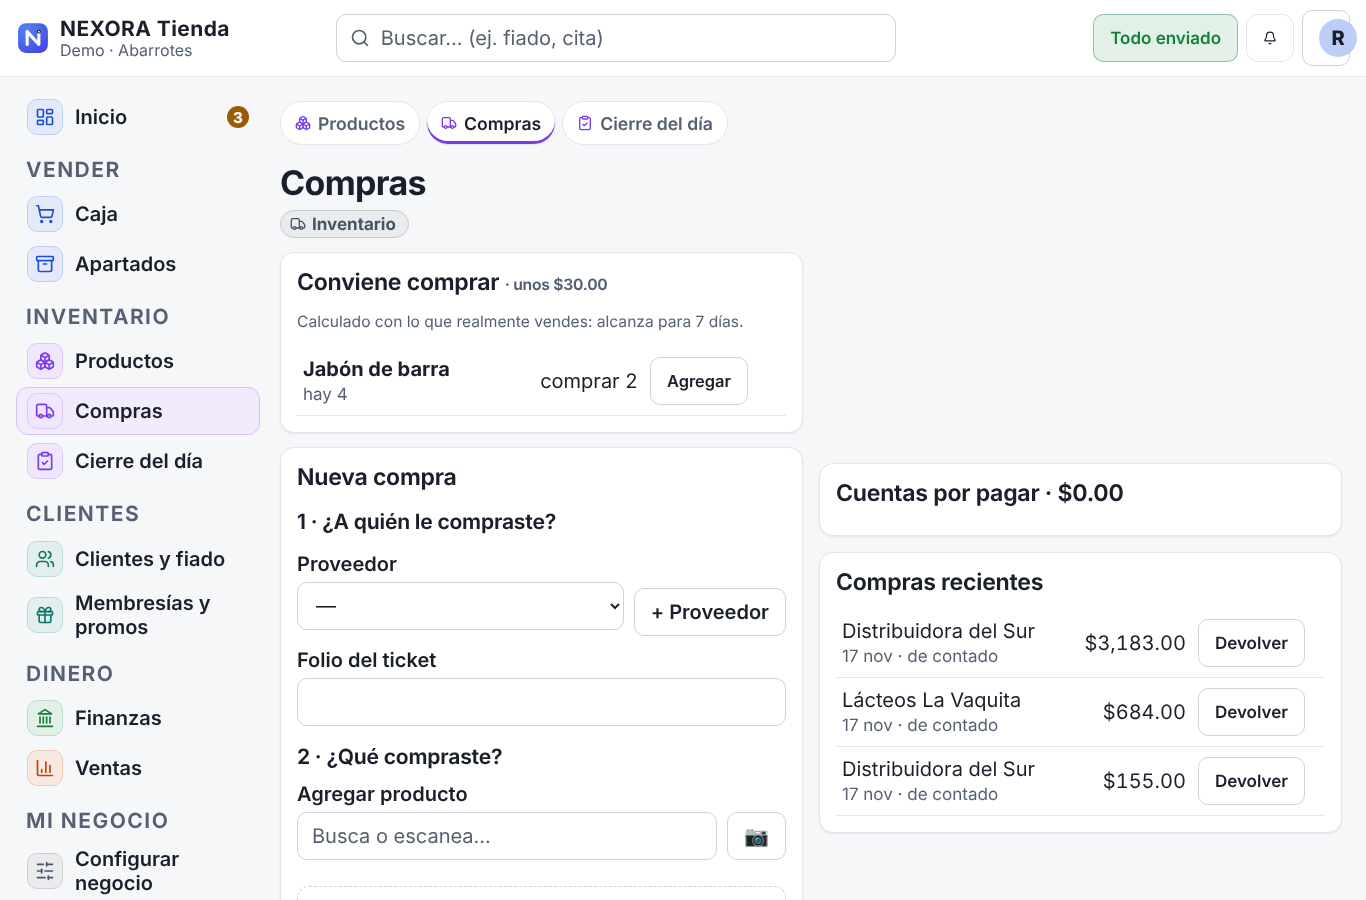 NEXORA Tienda
Demo · Abarrotes
Buscar... (ej. fiado, cita)
Todo enviado
R
Inicio
3
VENDER
Caja
Apartados
INVENTARIO
Productos
Compras
Cierre del día
CLIENTES
Clientes y fiado
Membresías y
promos
DINERO
Finanzas
Ventas
MI NEGOCIO
Configurar
negocio
Productos
Compras
Cierre del día
Compras
Inventario
Conviene comprar · unos $30.00
Calculado con lo que realmente vendes: alcanza para 7 días.
Jabón de barra
hay 4
comprar 2
Agregar
Nueva compra
1 · ¿A quién le compraste?
Proveedor
—
+ Proveedor
Folio del ticket
2 · ¿Qué compraste?
Agregar producto
Busca o escanea...
Cuentas por pagar · $0.00
Compras recientes
Distribuidora del Sur
17 nov · de contado
$3,183.00
Devolver
Lácteos La Vaquita
17 nov · de contado
$684.00
Devolver
Distribuidora del Sur
17 nov · de contado
$155.00
Devolver